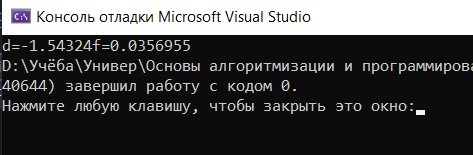 Консоль отладки Microsoft Visual Studio
d=-1.54324f=0.0356955
D:\Учёба\Универ\Основы алгоритмизации и программирова
40644) завершил работу с кодом 0.
Нажмите любую клавишу, чтобы закрыть это окно: